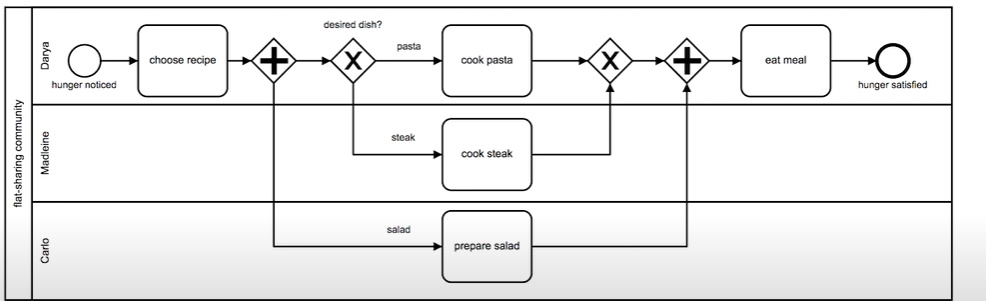 flat-sharing community
Darya
hunger noticed
choose recipe
desired dish?
pasta
cook pasta
eat meal
hunger satisfied
Madleine
steak
cook steak
Carlo
salad
prepare salad